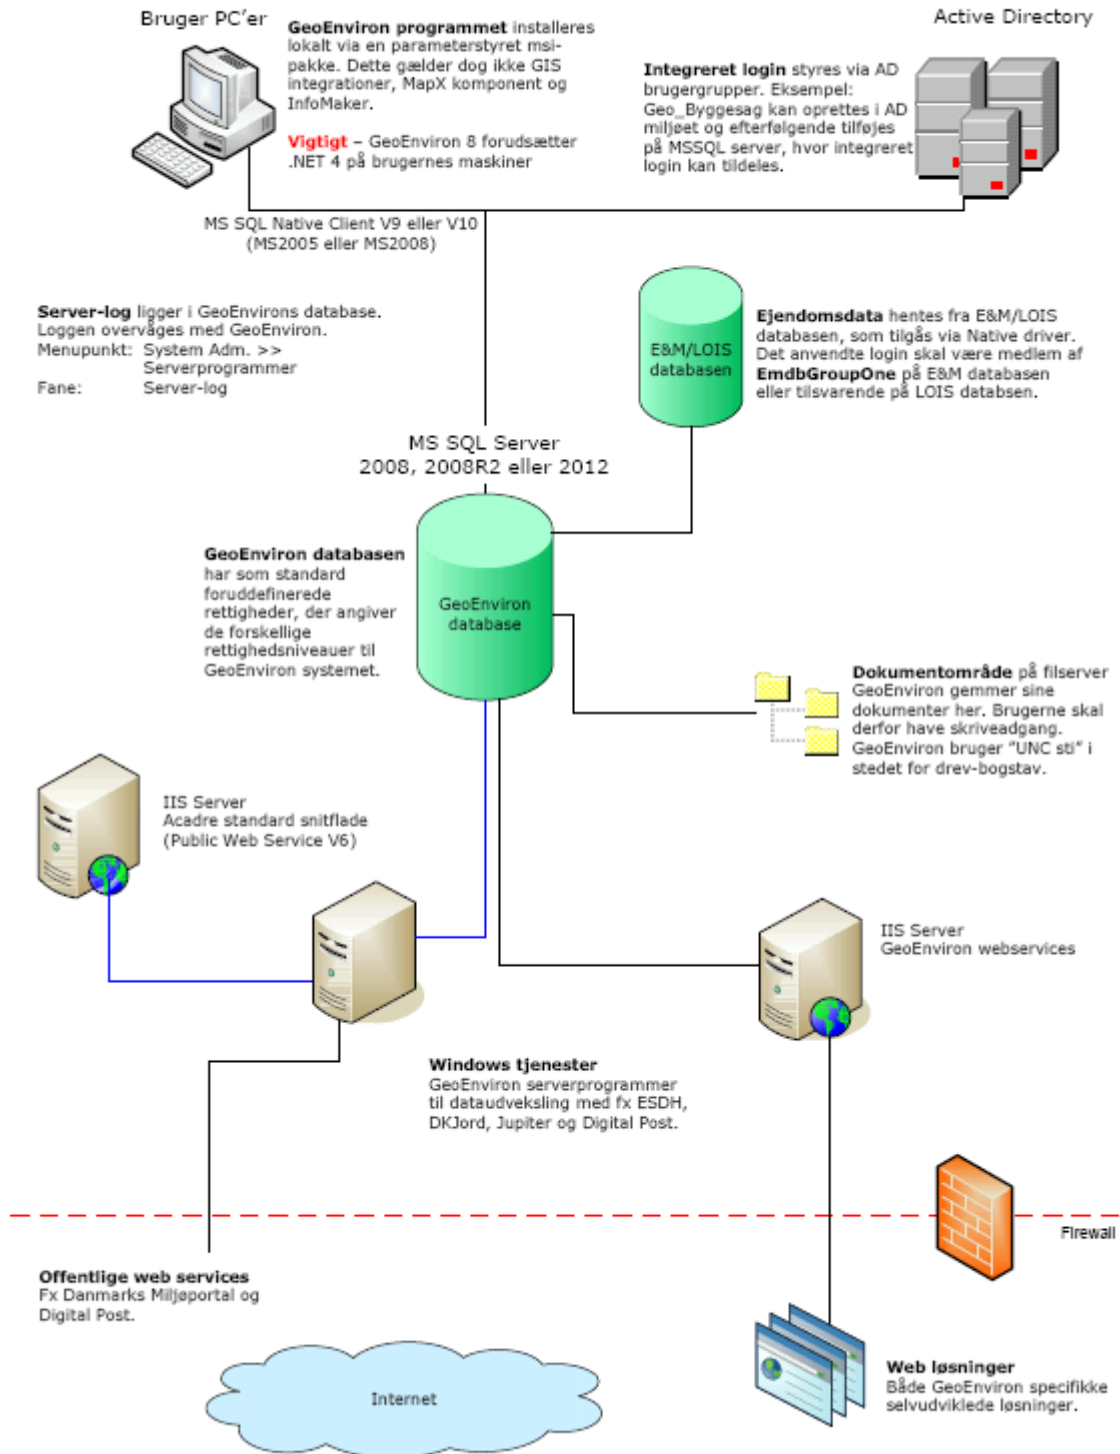 Bruger PC'er
GeoEnviron programmet installeres
lokalt via en parameterstyret msi-
pakke. Dette gælder dog ikke GIS
integrationer, MapX komponent og
InfoMaker.
Vigtigt – GeoEnviron 8 forudsætter
.NET 4 på brugernes maskiner
Active Directory
Integreret login styres via AD
brugergrupper. Eksempel:
Geo_Byggesag kan oprettes i AD
miljøet og efterfølgende tilføjes
på MSSQL server, hvor integreret
login kan tildeles.
MS SQL Native Client V9 eller V10
(MS2005 eller MS2008)
Server-log ligger i GeoEnvirons database.
Loggen overvåges med GeoEnviron.
Menupunkt: System Adm. >>
Serverprogrammer
Fane: Server-log
E&M/LOIS
databasen
Ejendomsdata hentes fra E&M/LOIS
databasen, som tilgås via Native driver.
Det anvendte login skal være medlem af
EmdbGroupOne på E&M databasen
eller tilsvarende på LOIS databsen.
MS SQL Server
2008, 2008R2 eller 2012
GeoEnviron databasen
har som standard
foruddefinerede
rettigheder, der angiver
de forskellige
rettighedsniveauer til
GeoEnviron systemet.
GeoEnviron
database
Dokumentområde på filserver
GeoEnviron gemmer sine
dokumenter her. Brugerne skal
derfor have skriveadgang.
GeoEnviron bruger "UNC sti" i
stedet for drev-bogstav.
IIS Server
Acadre standard snitflade
(Public Web Service V6)
IIS Server
GeoEnviron webservices
Windows tjenester
GeoEnviron serverprogrammer
til dataudveksling med fx ESDH,
DKJord, Jupiter og Digital Post.
Firewall
Offentlige web services
Fx Danmarks Miljøportal og
Digital Post.
Internet
Web løsninger
Både GeoEnviron specifikke
selvudviklede løsninger.